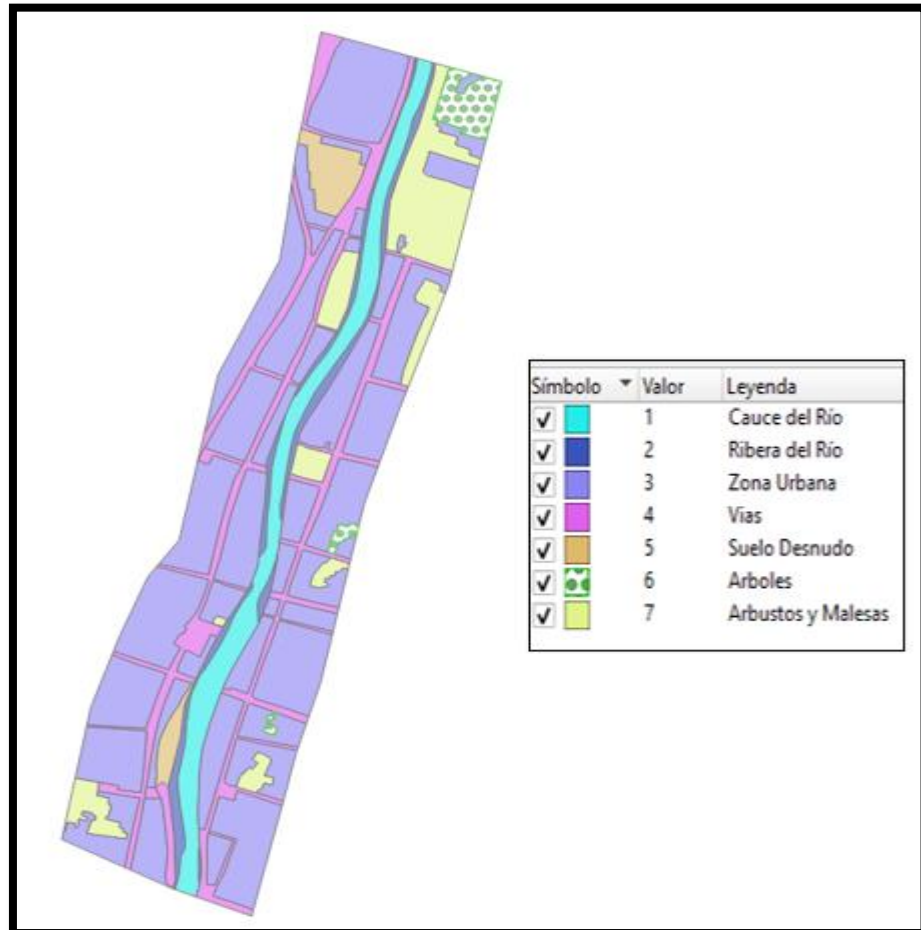 Símbolo Valor Leyenda
1 Cauce del Río
2 Ribera del Río
3 Zona Urbana
4 Vias
5 Suelo Desnudo
6 Arboles
7 Arbustos y Malesas